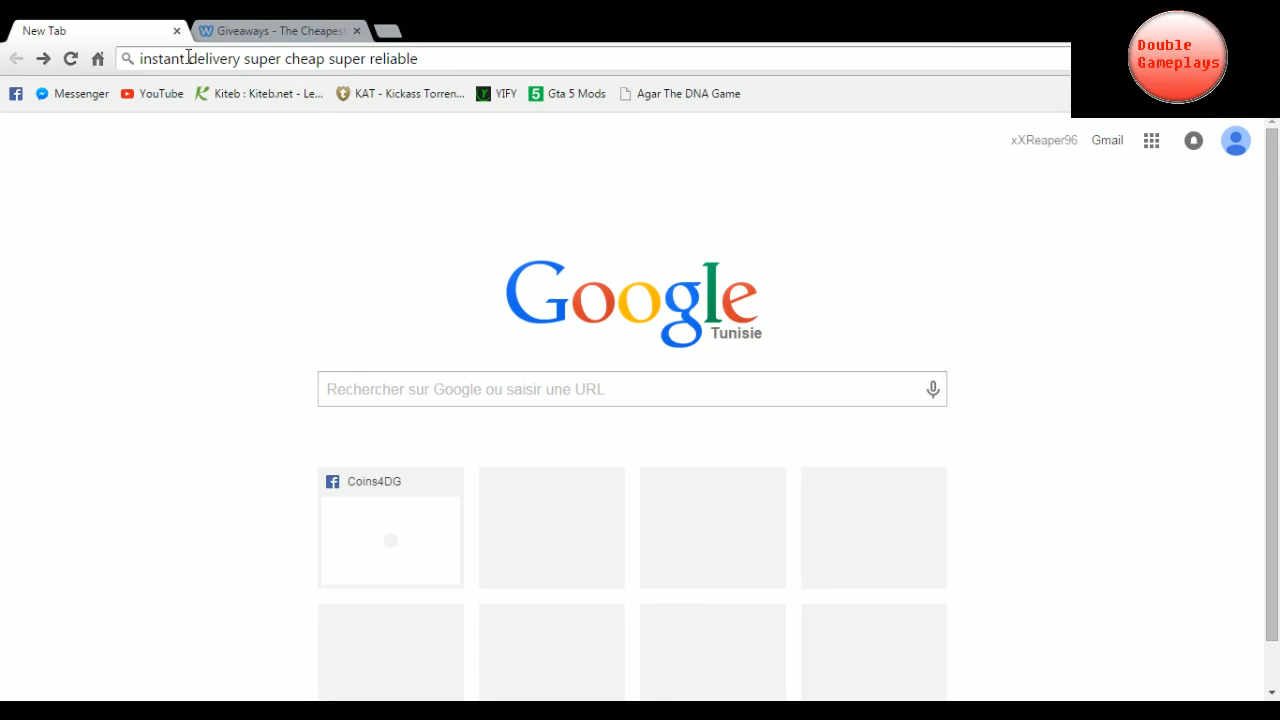 New Tab
Giveaways - The Cheapest
Double
Gameplays
instant delivery super cheap super reliable
Messenger
YouTube
Kiteb : Kiteb.net - Le...
KAT - Kickass Torren...
YIFY
5
Gta 5 Mods
Agar The DNA Game
xXReaper96
Gmail
Google
Tunisie
Rechercher sur Google ou saisir une URL
Coins4DG